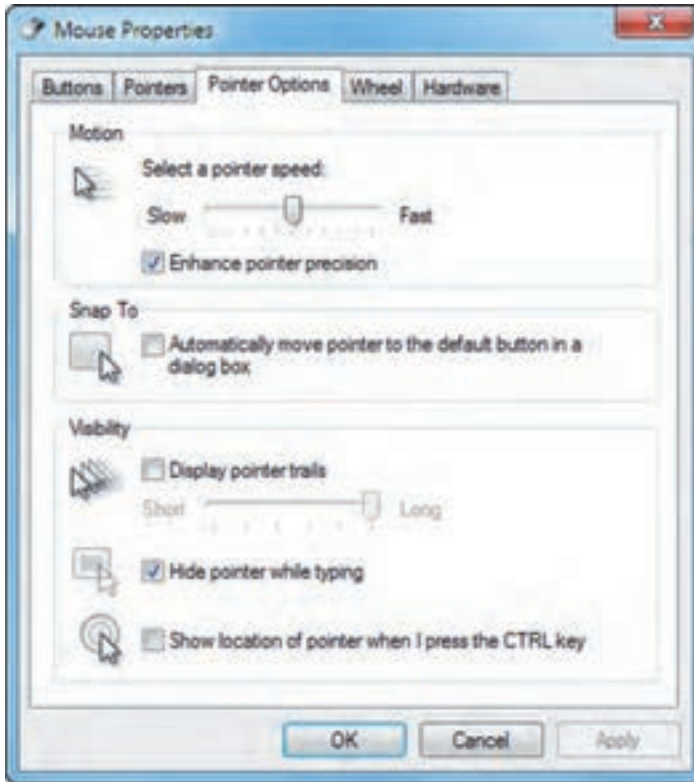 Mouse Properties
Buttons Pointers Pointer Options Wheel Hardware
Motion
Select a pointer speed:
Slow Fast
Enhance pointer precision
Snap To
Automatically move pointer to the default button in a
dialog box
Visibility
Display pointer trails
Short Long
Hide pointer while typing
Show location of pointer when I press the CTRL key
OK Cancel Apply